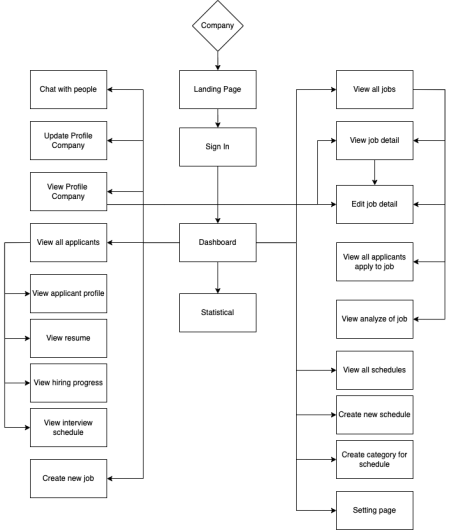 Company
Chat with people
Landing Page
View all jobs
Update Profile
Company
Sign In
View job detail
View Profile
Company
Edit job detail
View all applicants
Dashboard
View all applicants
apply to job
View applicant profile
Statistical
View analyze of job
View resume
View hiring progress
View all schedules
View interview
schedule
Create new schedule
Create category for
schedule
Create new job
Setting page